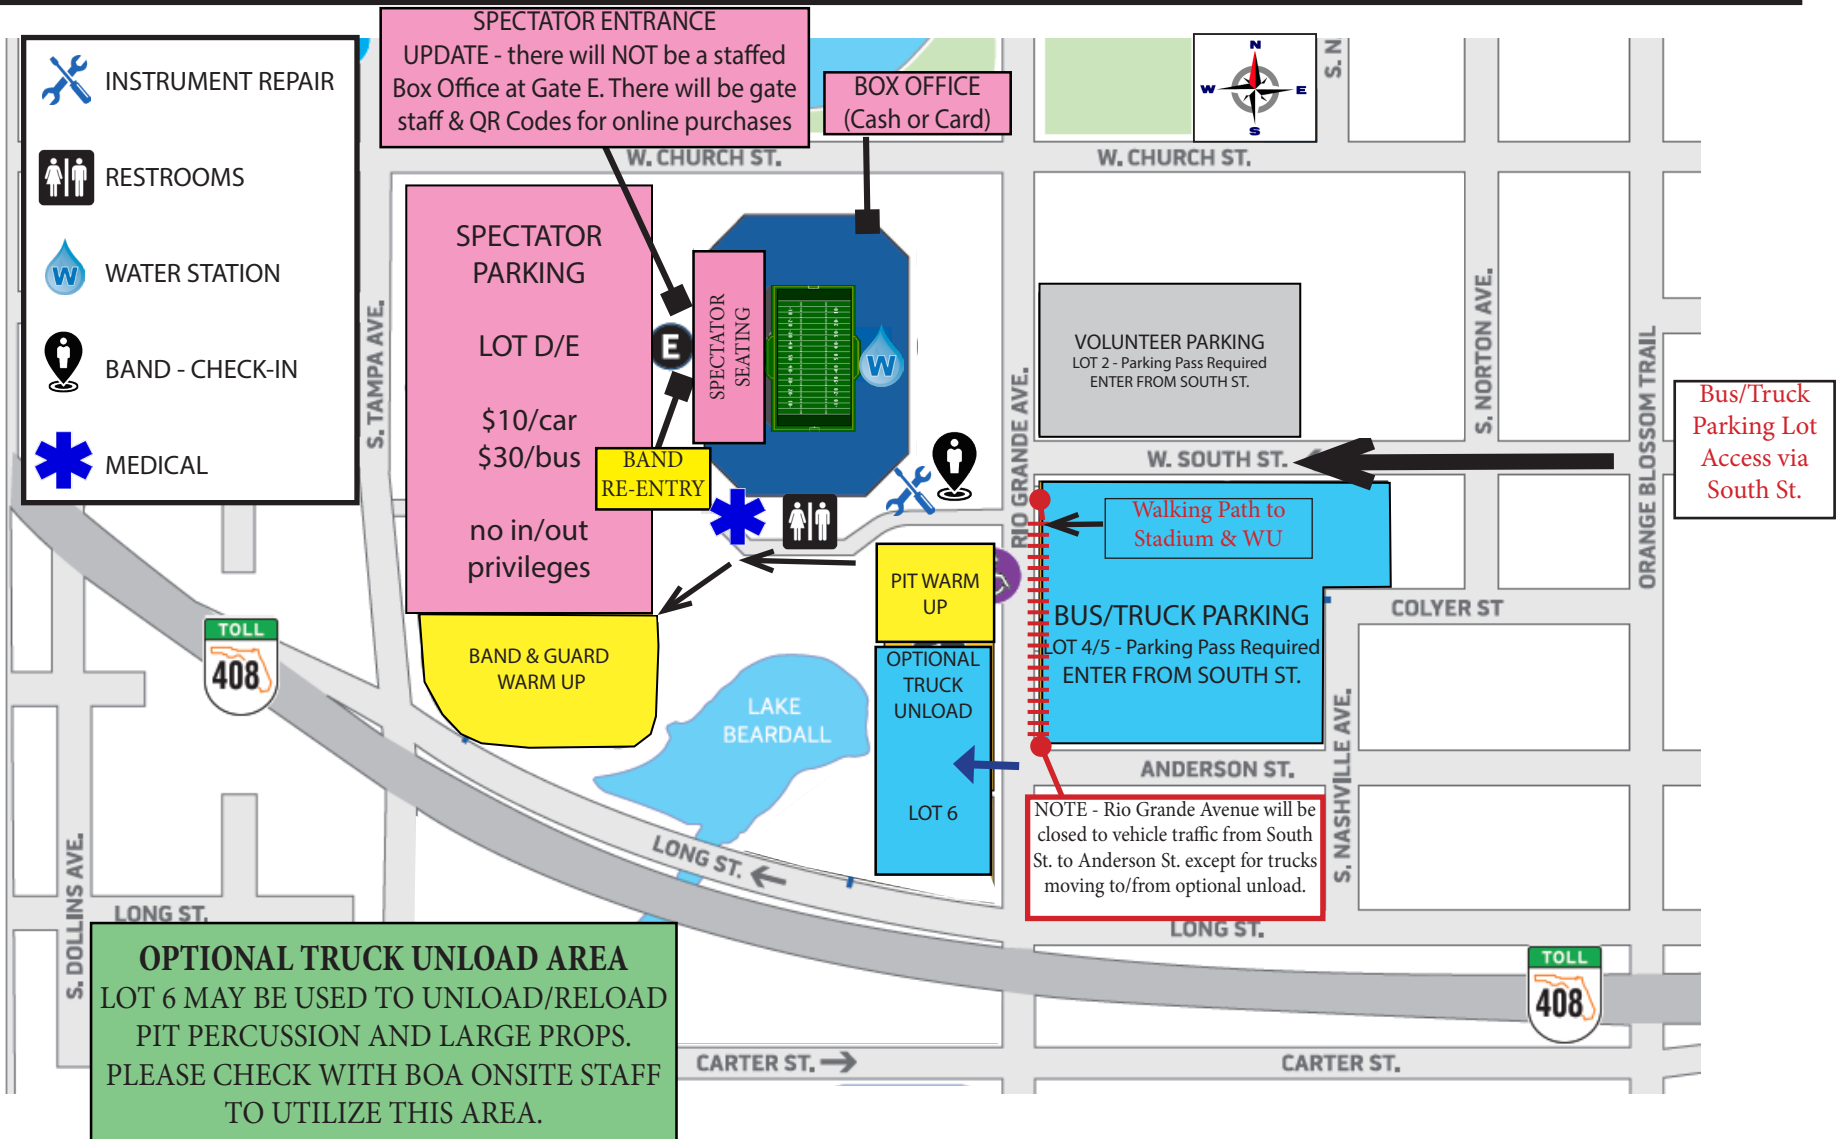 SPECTATOR ENTRANCE
UPDATE - there will NOT be a staffed
Box Office at Gate E. There will be gate
staff & QR Codes for online purchases
BOX OFFICE
(Cash or Card)
N
W
E
S
S. N
INSTRUMENT REPAIR
RESTROOMS
W
WATER STATION
BAND - CHECK-IN
MEDICAL
W. CHURCH ST.
W. CHURCH ST.
S. TAMPA AVE.
SPECTATOR
PARKING
LOT D/E
$10/car
$30/bus
no in/out
privileges
E
SPECTATOR
SEATING
W
BAND
RE-ENTRY
RIO GRANDE AVE.
VOLUNTEER PARKING
LOT 2 - Parking Pass Required
ENTER FROM SOUTH ST.
S. NORTON AVE.
ORANGE BLOSSOM TRAIL
Bus/Truck
Parking Lot
Access via
South St.
W. SOUTH ST.
Walking Path to
Stadium & WU
BUS/TRUCK PARKING
LOT 4/5 - Parking Pass Required
ENTER FROM SOUTH ST.
COLYER ST
PIT WARM
UP
OPTIONAL
TRUCK
UNLOAD
LOT 6
BAND & GUARD
WARM UP
TOLL
408
LAKE
BEARDALL
ANDERSON ST.
S. NASHVILLE AVE.
NOTE - Rio Grande Avenue will be
closed to vehicle traffic from South
St. to Anderson St. except for trucks
moving to/from optional unload.
LONG ST.
S. DOLLINS AVE.
LONG ST.
LONG ST.
OPTIONAL TRUCK UNLOAD AREA
LOT 6 MAY BE USED TO UNLOAD/RELOAD
PIT PERCUSSION AND LARGE PROPS.
PLEASE CHECK WITH BOA ONSITE STAFF
TO UTILIZE THIS AREA.
TOLL
408
CARTER ST.
CARTER ST.